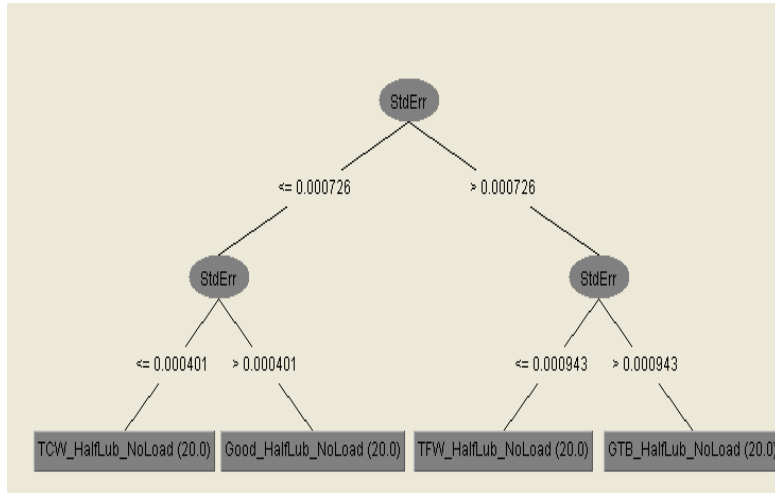 StdErr
<= 0.000726 > 0.000726
StdErr StdErr
<= 0.000401 > 0.000401 <= 0.000943 > 0.000943
TCW_HalfLub_NoLoad (20.0) Good_HalfLub_NoLoad (20.0) TFW_HalfLub_NoLoad (20.0) GTB_HalfLub_NoLoad (20.0)